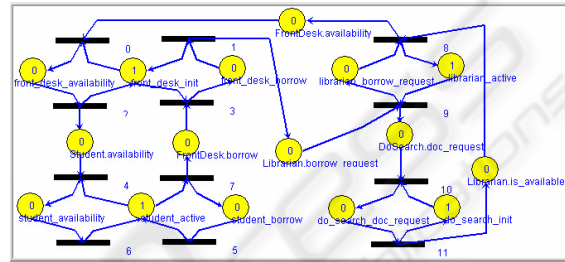 0
FrontDesk.availability
0 1 8
0 1 0 0 1
front_desk_availability front_desk_init front_desk_borrow librarian_borrow_request librarian_active
2 3 9
0 0 0
Student.availability FrontDesk.borrow DoSearch.doc_request
0
Librarian.borrow_request
0
Librarian.is_available
4 7 10
0 1 0 0 1
student_availability student_active student_borrow do_search_doc_request do_search_init
6 5 11